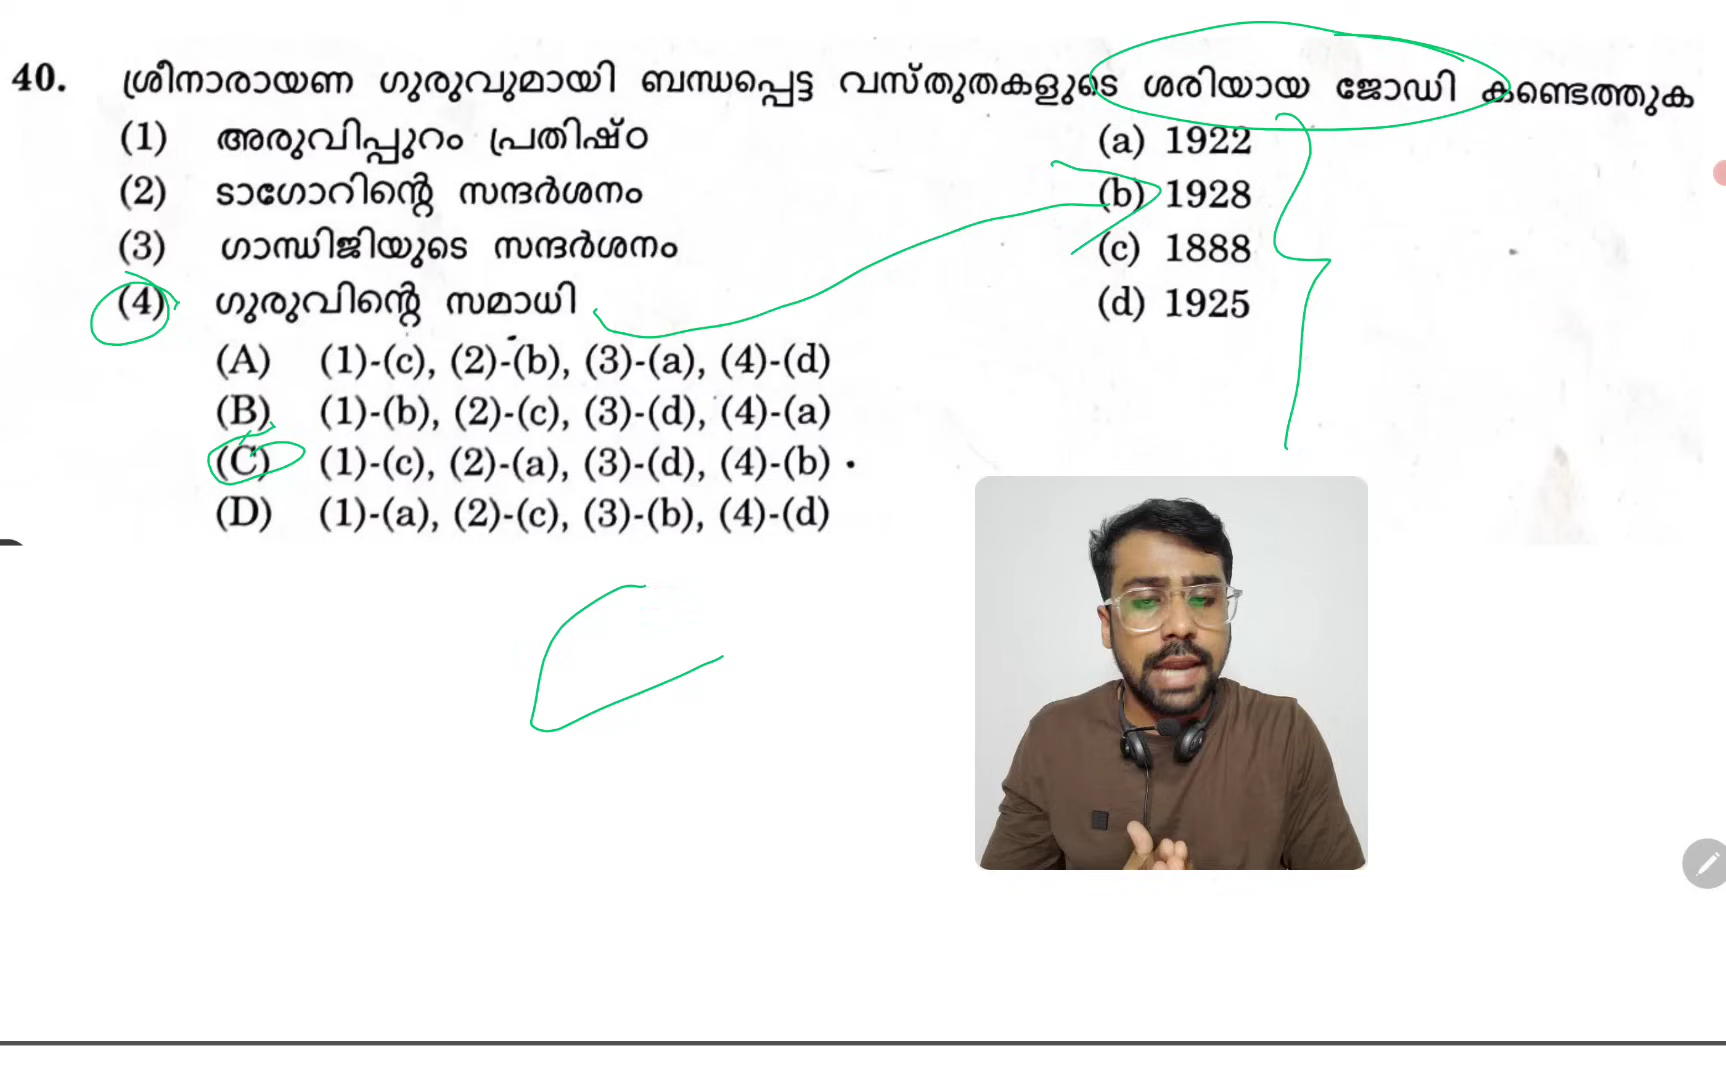 40. ശ്രീനാരായണ ഗുരുവുമായി ബന്ധപ്പെട്ട വസ്തുതകളുടെ ശരിയായ ജോഡി കണ്ടെത്തുക
(1) അരുവിപ്പുറം പ്രതിഷ്ഠ (a) 1922
(2) ടാഗോറിന്റെ സന്ദർശനം (b) 1928
(3) ഗാന്ധിജിയുടെ സന്ദർശനം (c) 1888
(4) ഗുരുവിന്റെ സമാധി (d) 1925
(A) (1)-(c), (2)-(b), (3)-(a), (4)-(d)
(B) (1)-(b), (2)-(c), (3)-(d), (4)-(a)
(C) (1)-(c), (2)-(a), (3)-(d), (4)-(b)
(D) (1)-(a), (2)-(c), (3)-(b), (4)-(d)